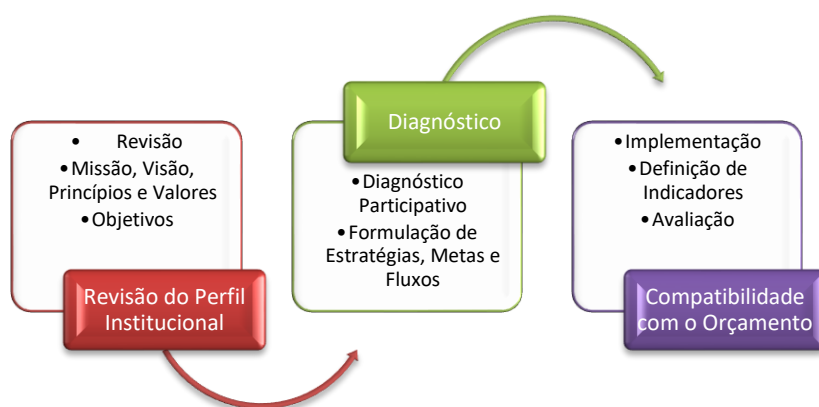 • Revisão
•Missão, Visão,
Princípios e Valores
•Objetivos
Revisão do Perfil
Institucional
Diagnóstico
•Diagnóstico
Participativo
•Formulação de
Estratégias, Metas e
Fluxos
•Implementação
•Definição de
Indicadores
•Avaliação
Compatibilidade
com o Orçamento